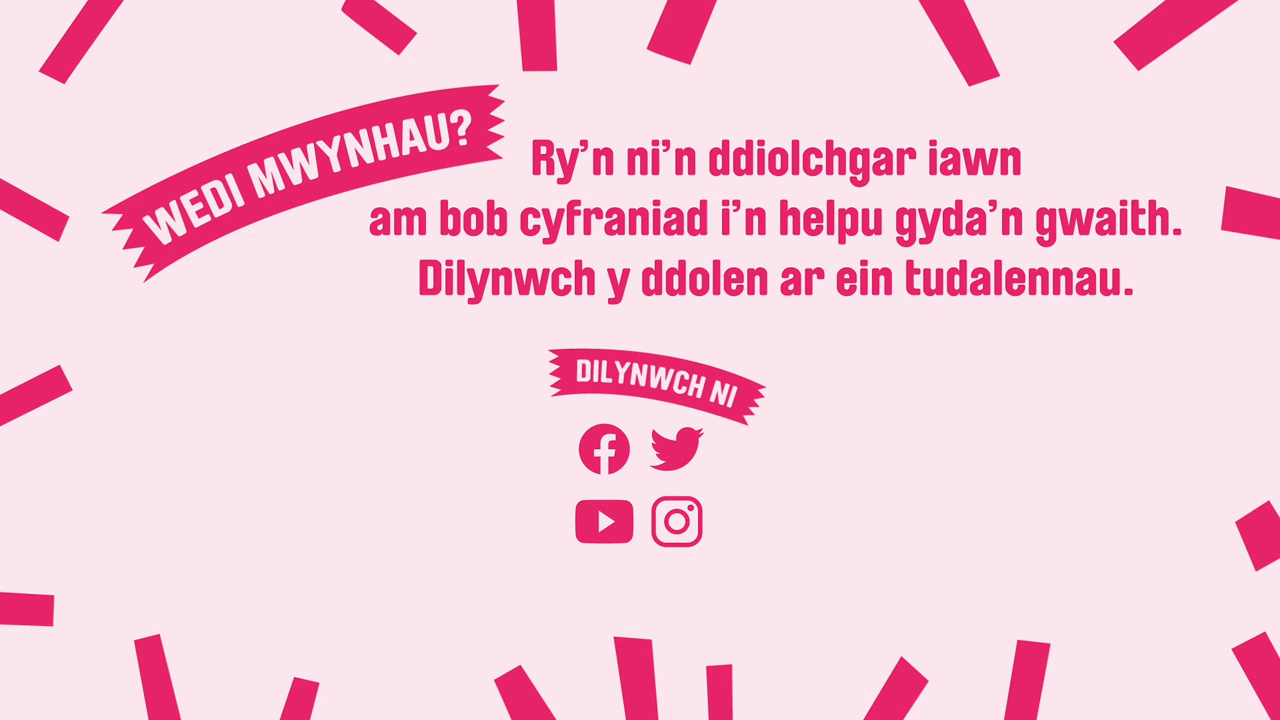 WEDI MWYNHAU?
Ry'n ni'n ddiolchgar iawn
am bob cyfraniad i'n helpu gyda'n gwaith.
Dilynwch y ddolen ar ein tudalennau.
DILYNWCH NI